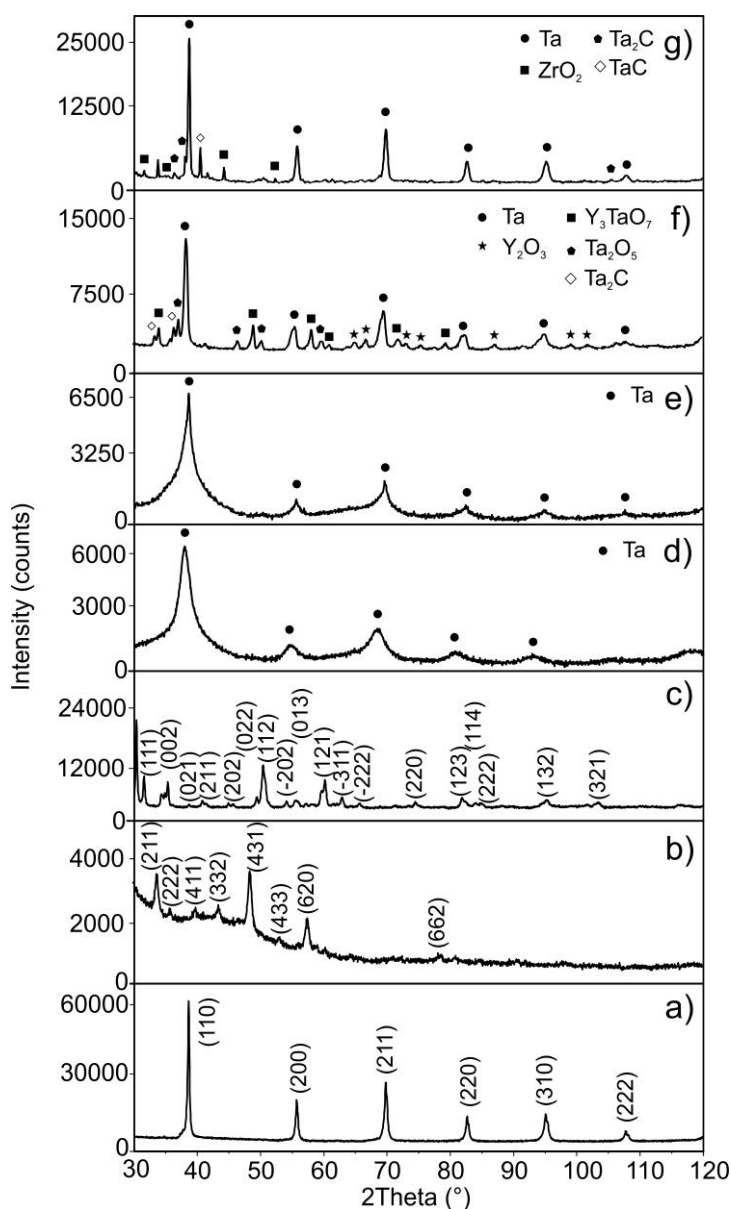 Intensity (counts)
g)
25000
12500
0
Ta
Ta₂C
ZrO₂
TaC
f)
15000
7500
0
Ta
Y₃TaO₇
Y₂O₃
Ta₂O₅
Ta₂C
e)
6500
3250
0
Ta
d)
6000
3000
0
Ta
c)
24000
12000
0
(111)
(002)
(021)
(211)
(202)
(022)
(112)
(-202)
(013)
(121)
(-311)
(-222)
(220)
(123)
(114)
(222)
(132)
(321)
b)
4000
2000
0
(211)
(222)
(411)
(332)
(431)
(433)
(620)
(662)
a)
60000
30000
0
(110)
(200)
(211)
(220)
(310)
(222)
30 40 50 60 70 80 90 100 110 120
2Theta (°)